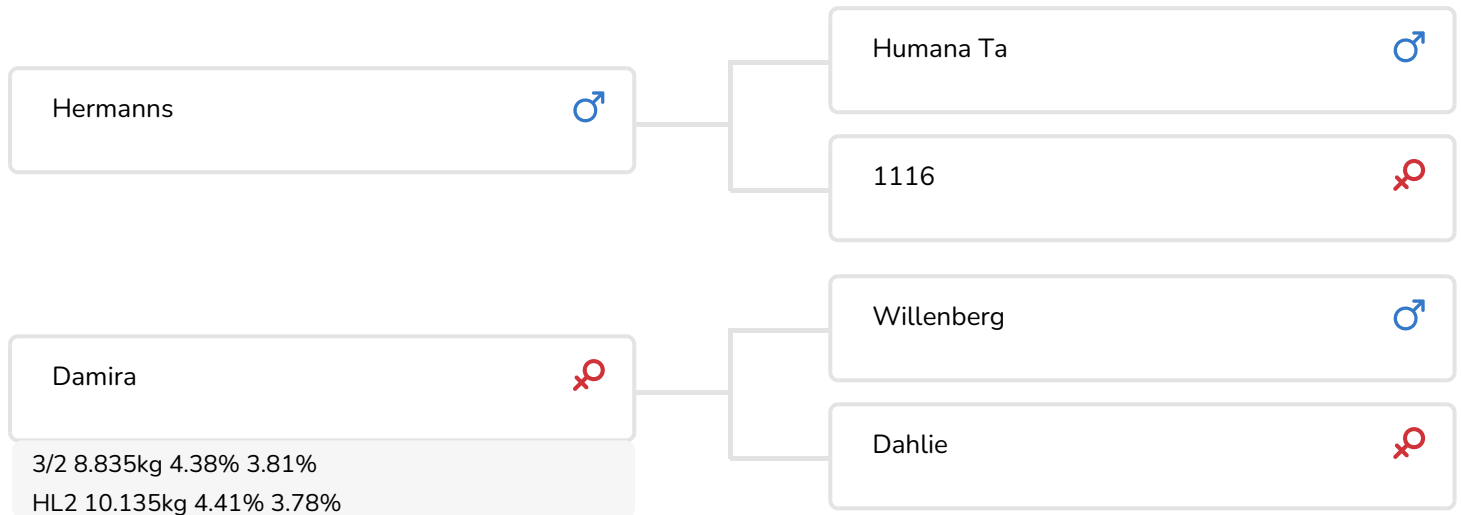 Hermanns
Humana Ta
1116
Damira
3/2 8.835kg 4.38% 3.81%
HL2 10.135kg 4.41% 3.78%
Willenberg
Dahlie